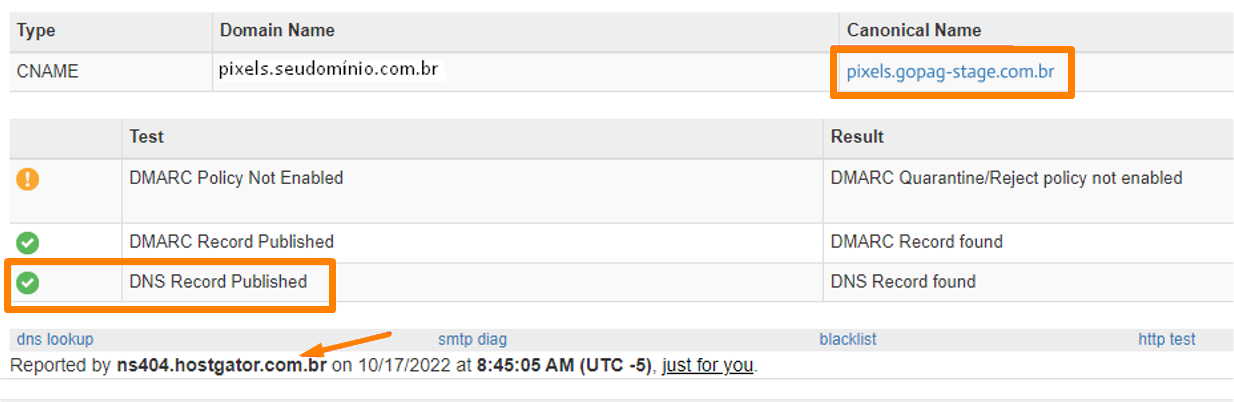 Type Domain Name Canonical Name
CNAME pixels.seudomínio.com.br pixels.gopag-stage.com.br
Test Result
DMARC Policy Not Enabled DMARC Quarantine/Reject policy not enabled
DMARC Record Published DMARC Record found
DNS Record Published DNS Record found
dns lookup smtp diag blacklist http test
Reported by ns404.hostgator.com.br on 10/17/2022 at 8:45:05 AM (UTC -5), just for you.